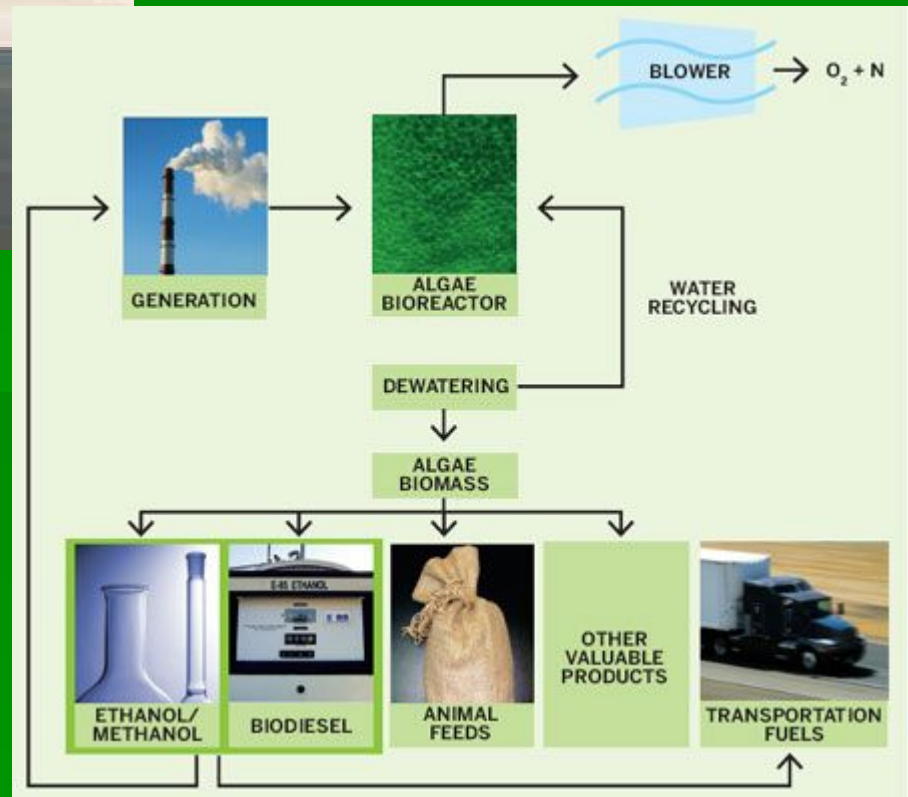 BLOWER
O₂ + N
GENERATION
ALGAE
BIOREACTOR
WATER
RECYCLING
DEWATERING
ALGAE
BIOMASS
E-85 ETHANOL
OTHER
VALUABLE
PRODUCTS
ETHANOL/
METHANOL
BIODIESEL
ANIMAL
FEEDS
TRANSPORTATION
FUELS